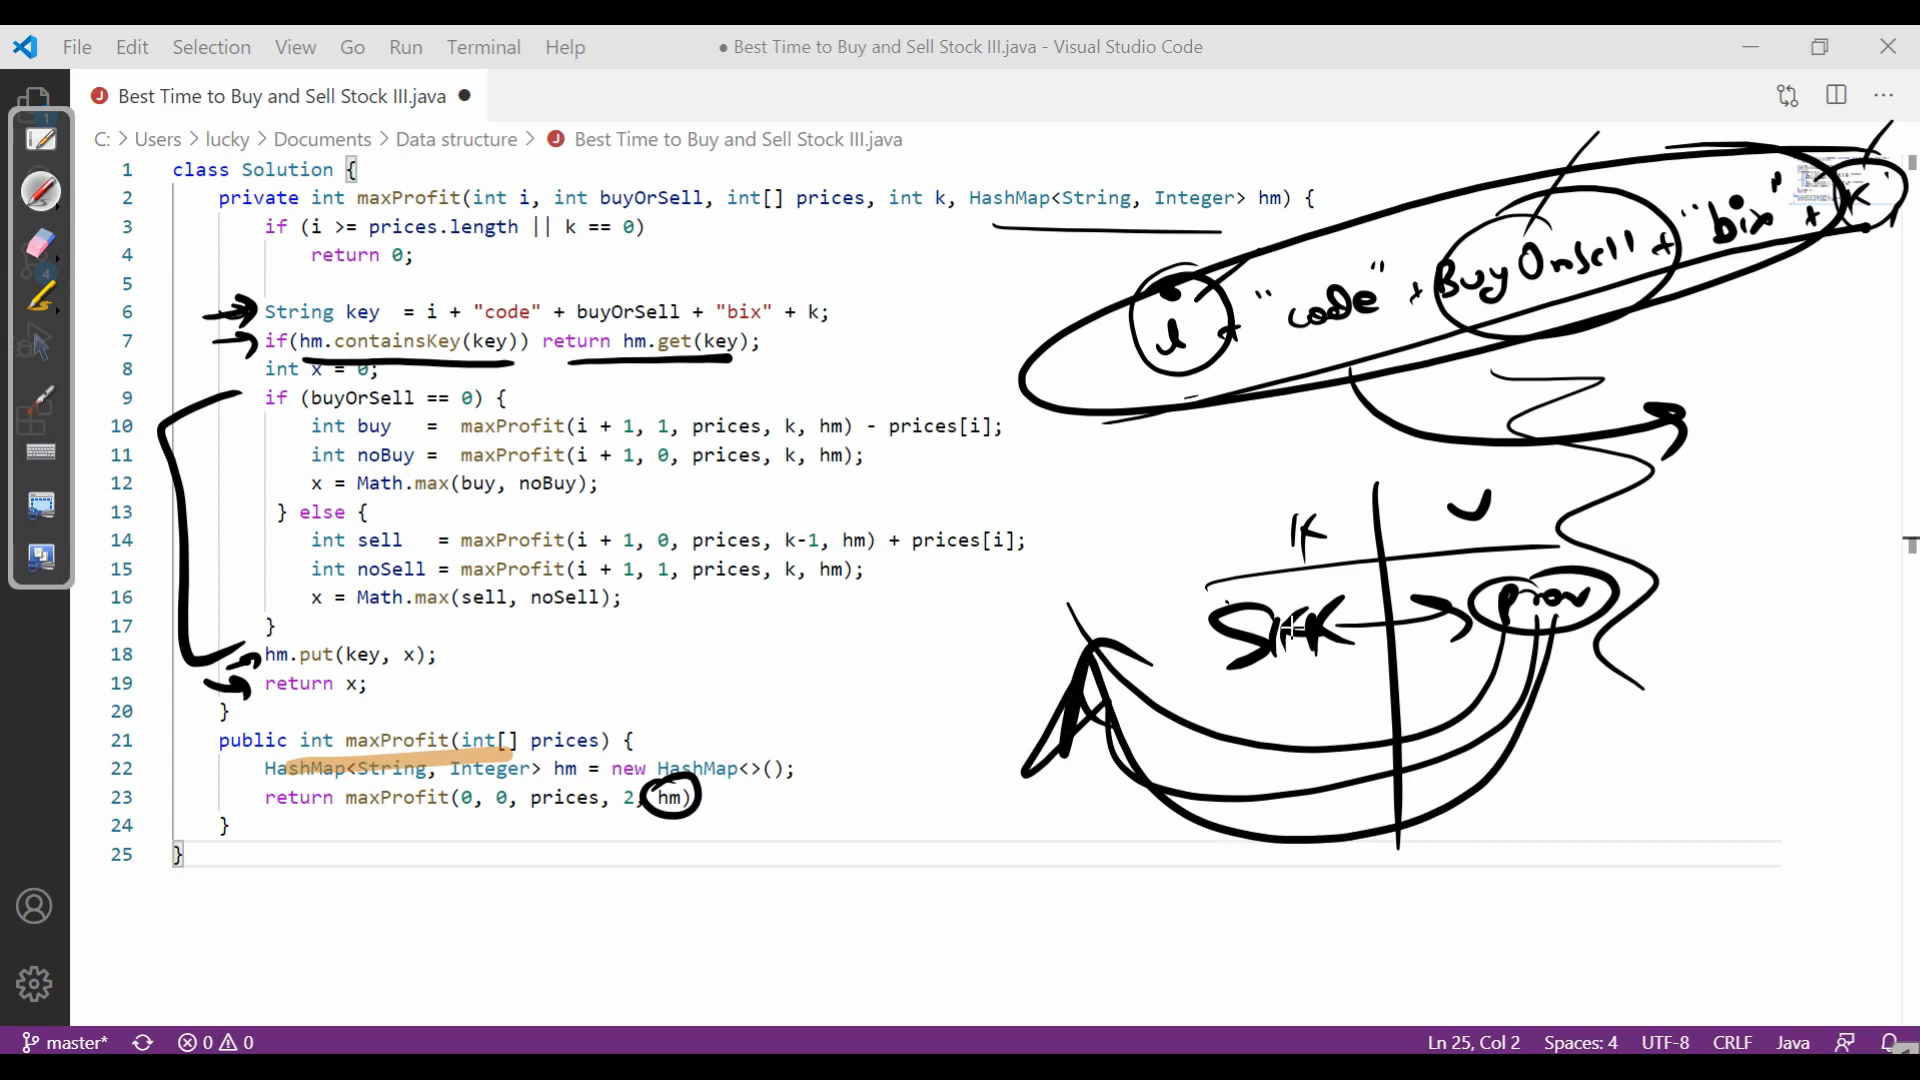 File Edit Selection View Go Run Terminal Help ● Best Time to Buy and Sell Stock III.java - Visual Studio Code
J Best Time to Buy and Sell Stock III.java ●
C: > Users > lucky > Documents > Data structure > J Best Time to Buy and Sell Stock III.java
1 class Solution {
2 private int maxProfit(int i, int buyOrSell, int[] prices, int k, HashMap<String, Integer> hm) {
3 if (i >= prices.length || k == 0)
4 return 0;
5
6 String key = i + "code" + buyOrSell + "bix" + k;
7 if(hm.containsKey(key)) return hm.get(key);
8 int x = 0;
9 if (buyOrSell == 0) {
10 int buy = maxProfit(i + 1, 1, prices, k, hm) - prices[i];
11 int noBuy = maxProfit(i + 1, 0, prices, k, hm);
12 x = Math.max(buy, noBuy);
13 } else {
14 int sell = maxProfit(i + 1, 0, prices, k-1, hm) + prices[i];
15 int noSell = maxProfit(i + 1, 1, prices, k, hm);
16 x = Math.max(sell, noSell);
17 }
18 hm.put(key, x);
19 return x;
20 }
21 public int maxProfit(int[] prices) {
22 HashMap<String, Integer> hm = new HashMap<>();
23 return maxProfit(0, 0, prices, 2, hm)
24 }
25 }
i + "code" + BuyOrSell + "bix" + K
K V
1
4
master* 0 0 Ln 25, Col 2 Spaces: 4 UTF-8 CRLF Java